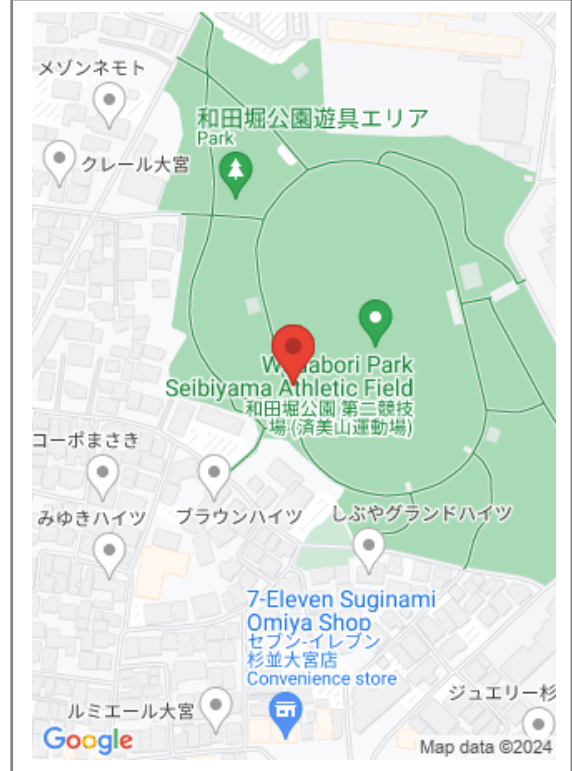 メゾンネモト
和田堀公園遊具エリア
Park
クレール大宮
Seibiyama Athletic Field
和田堀公園 第二競技
場 (済美山運動場)
コーポまさき
みゆきハイツ
ブラウンハイツ
しぶやグランドハイツ
7-Eleven Suginami
Omiya Shop
セブン-イレブン
杉並大宮店
Convenience store
ジュエリー杉
ルミエール大宮
Google
Map data ©2024